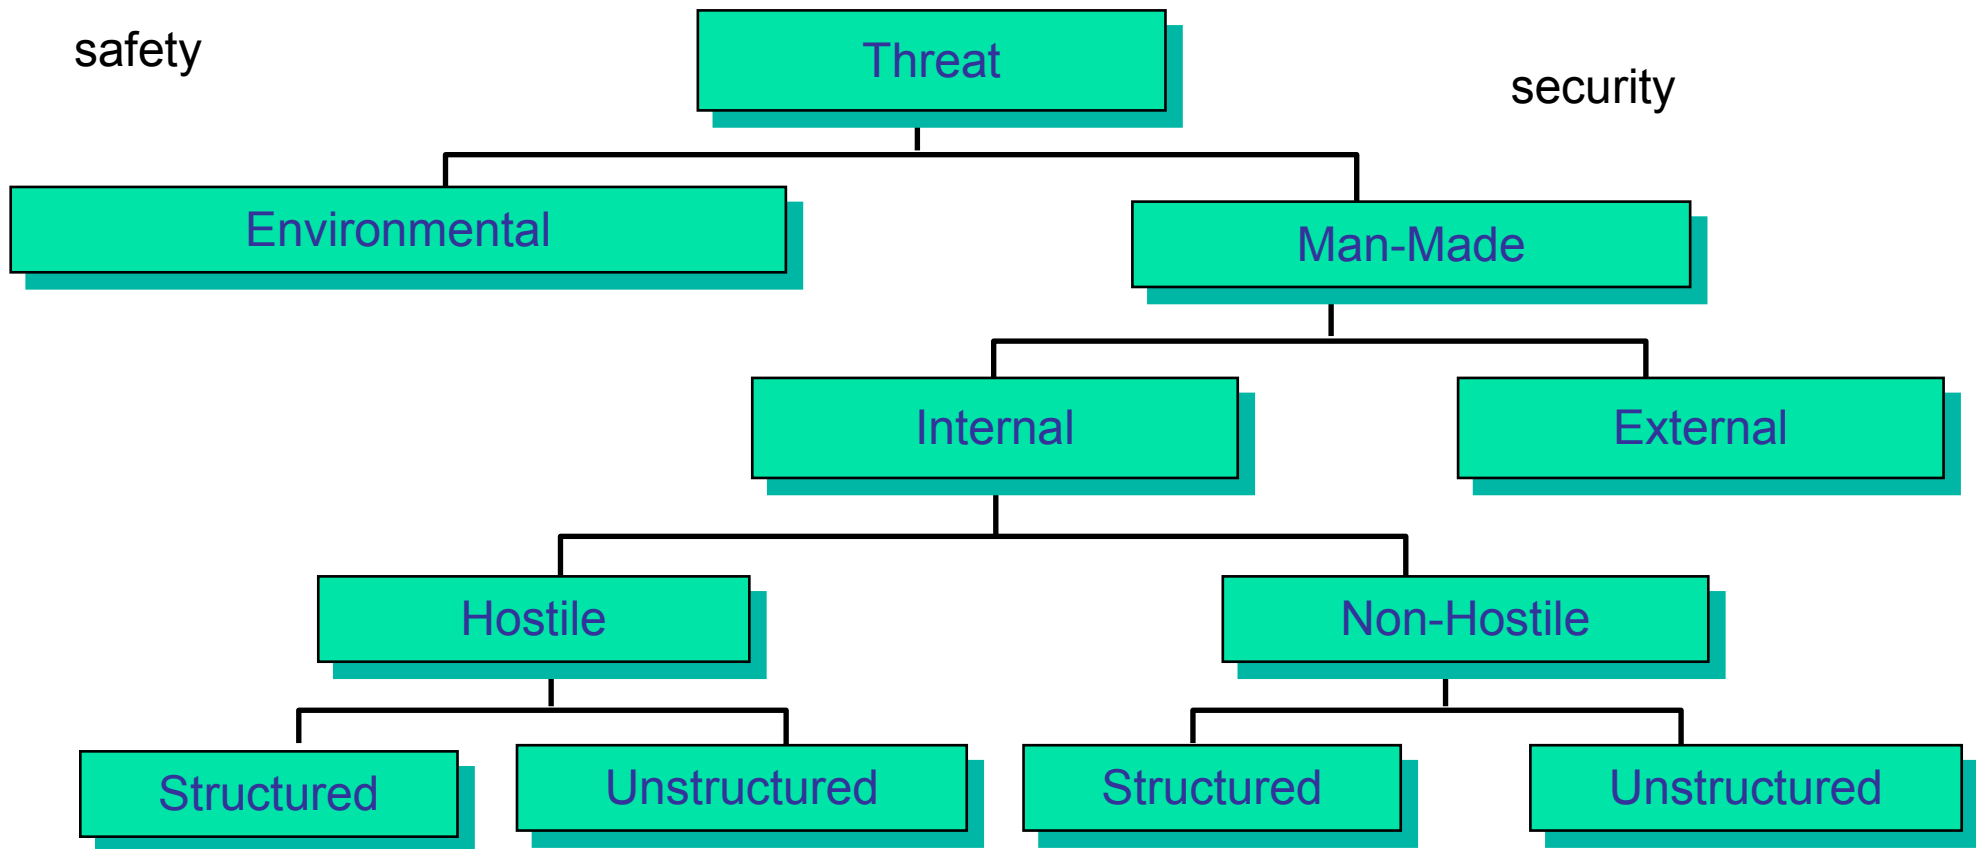 safety
Threat
security
Environmental
Man-Made
Internal
External
Hostile
Non-Hostile
Structured
Unstructured
Structured
Unstructured